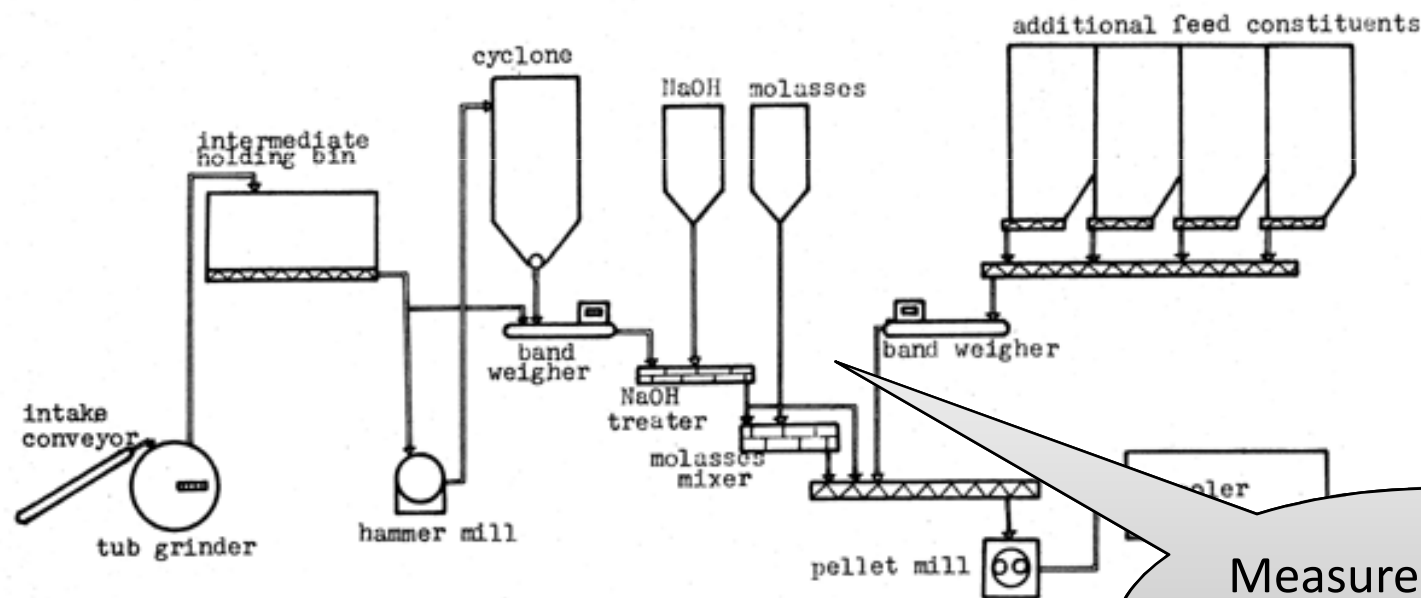 additional feed constituents
cyclone
NaOH
molasses
intermediate
holding bin
band
weigher
band weigher
NaOH
treater
intake
conveyor
molasses
mixer
tub grinder
hammer mill
pellet mill
Measure